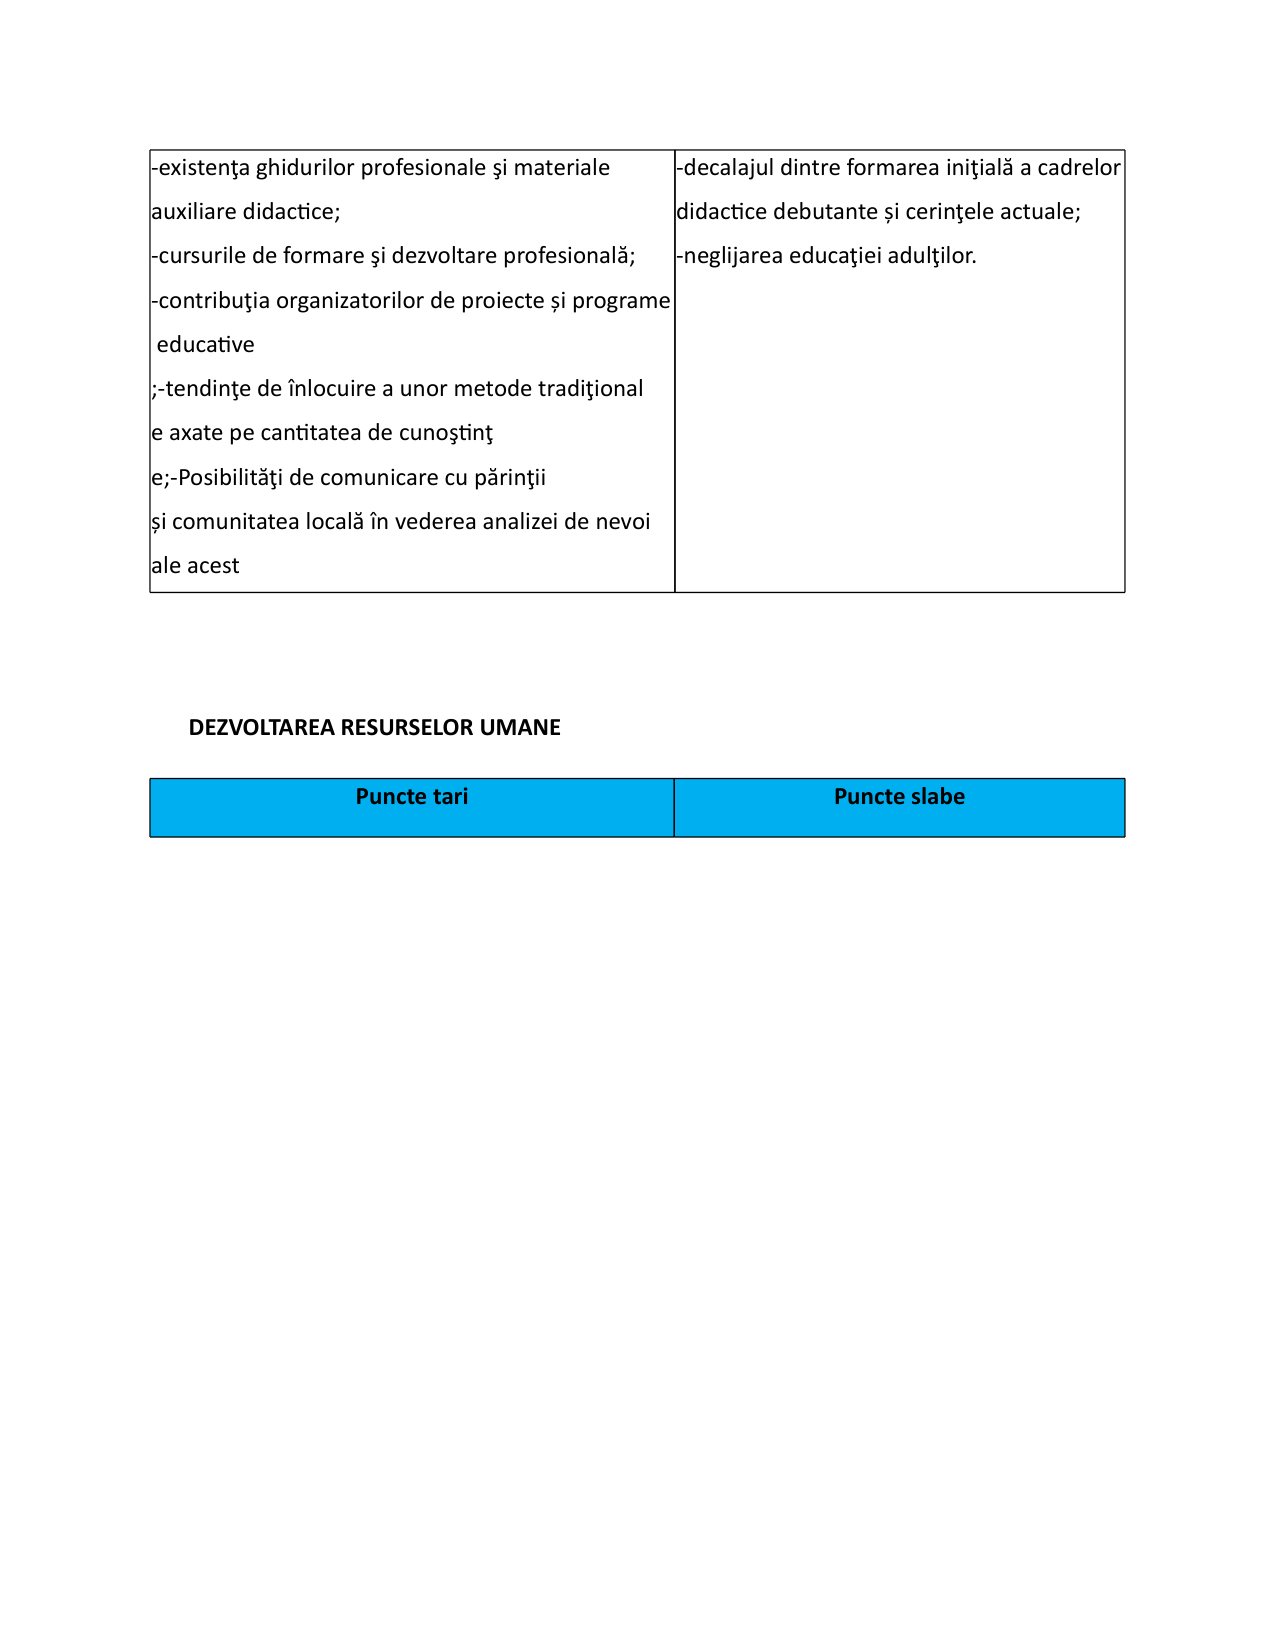 -existenţa ghidurilor profesionale şi materiale
auxiliare didactice;
-cursurile de formare şi dezvoltare profesională;
-contribuţia organizatorilor de proiecte și programe
educative
;-tendinţe de înlocuire a unor metode tradiţional
e axate pe cantitatea de cunoştinţ
e;-Posibilităţi de comunicare cu părinţii
și comunitatea locală în vederea analizei de nevoi
ale acest
-decalajul dintre formarea iniţială a cadrelor
didactice debutante și cerinţele actuale;
-neglijarea educaţiei adulţilor.
DEZVOLTAREA RESURSELOR UMANE
Puncte tari
Puncte slabe